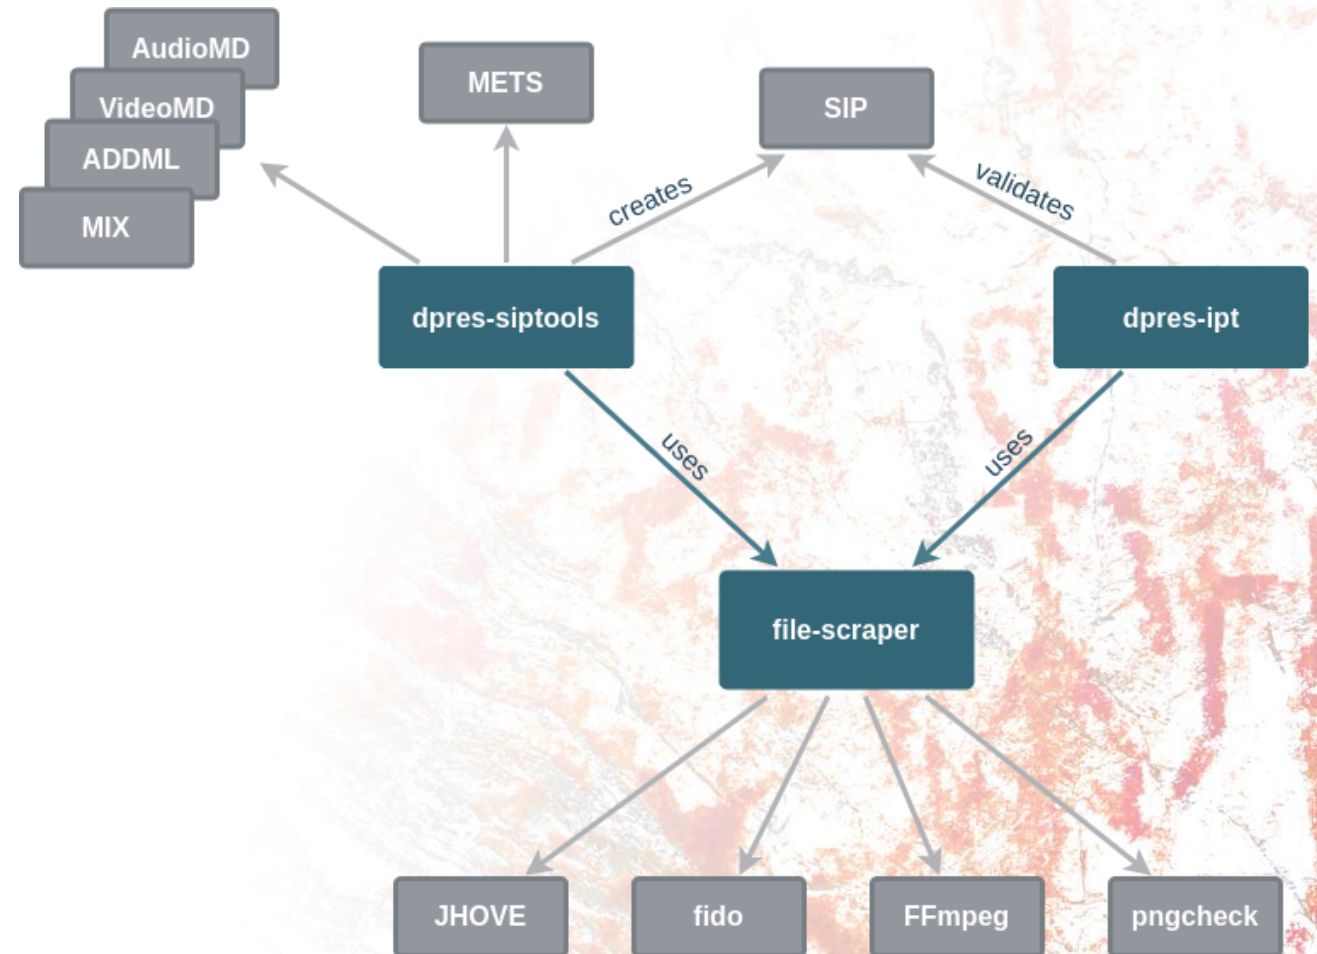 AudioMD
VideoMD
ADDML
MIX
METS
SIP
creates
validates
dpres-siptools
dpres-ipt
uses
uses
file-scraper
JHOVE
fido
FFmpeg
pngcheck